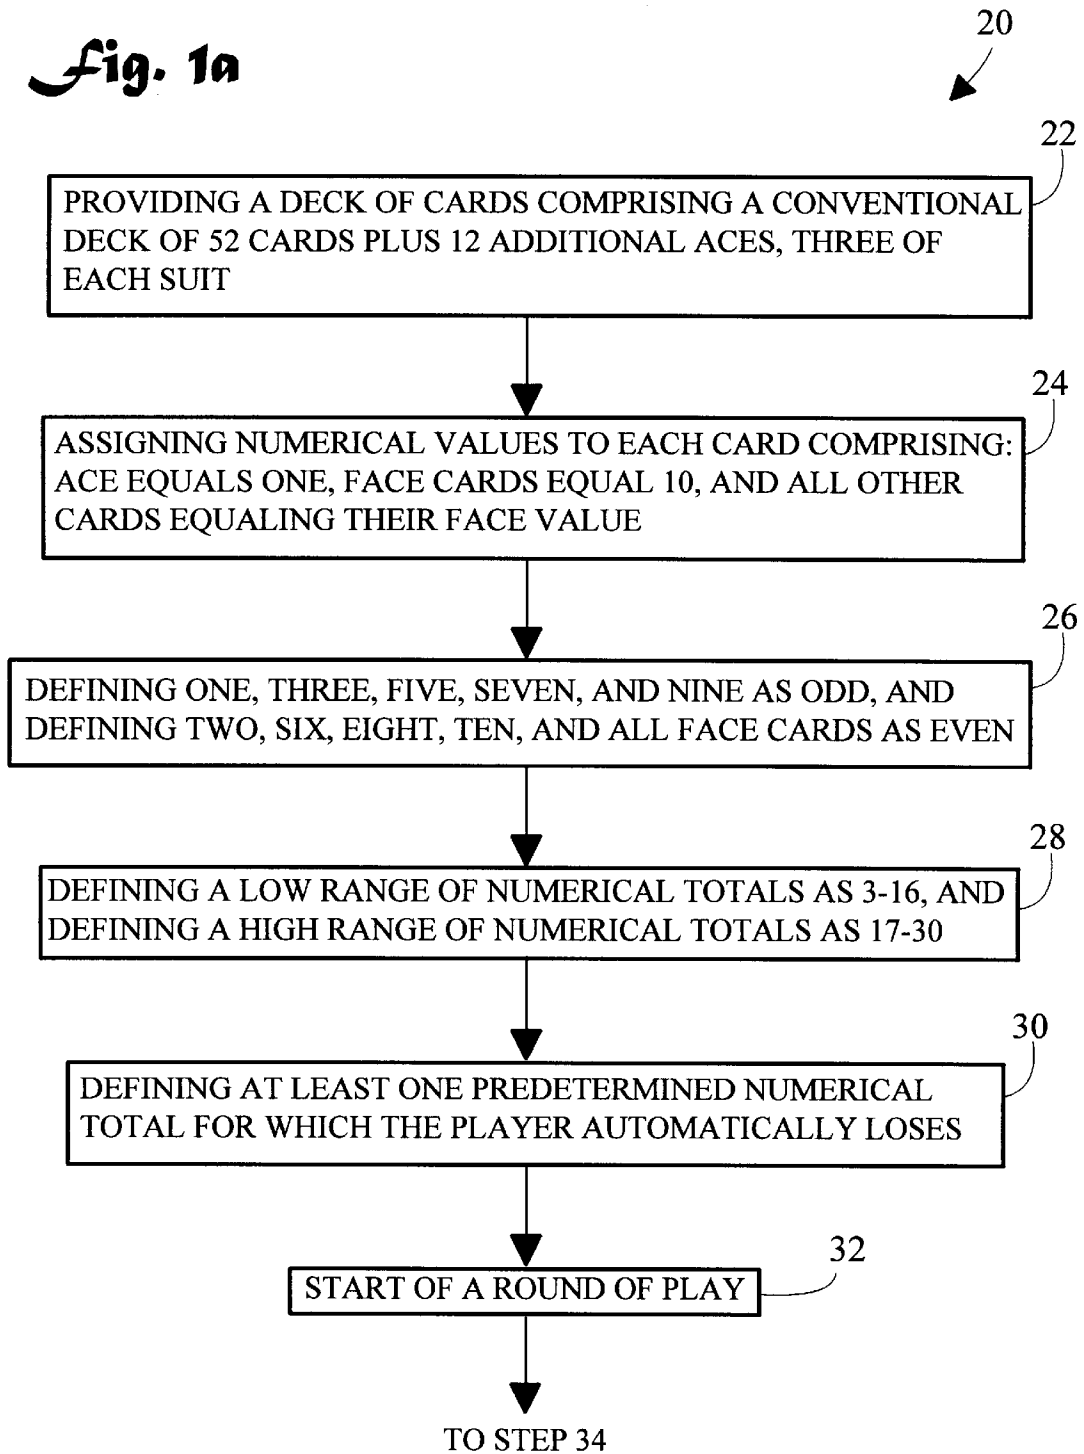 Fig. 1a
20
22
PROVIDING A DECK OF CARDS COMPRISING A CONVENTIONAL
DECK OF 52 CARDS PLUS 12 ADDITIONAL ACES, THREE OF
EACH SUIT
24
ASSIGNING NUMERICAL VALUES TO EACH CARD COMPRISING:
ACE EQUALS ONE, FACE CARDS EQUAL 10, AND ALL OTHER
CARDS EQUALING THEIR FACE VALUE
26
DEFINING ONE, THREE, FIVE, SEVEN, AND NINE AS ODD, AND
DEFINING TWO, SIX, EIGHT, TEN, AND ALL FACE CARDS AS EVEN
28
DEFINING A LOW RANGE OF NUMERICAL TOTALS AS 3-16, AND
DEFINING A HIGH RANGE OF NUMERICAL TOTALS AS 17-30
30
DEFINING AT LEAST ONE PREDETERMINED NUMERICAL
TOTAL FOR WHICH THE PLAYER AUTOMATICALLY LOSES
32
START OF A ROUND OF PLAY
TO STEP 34